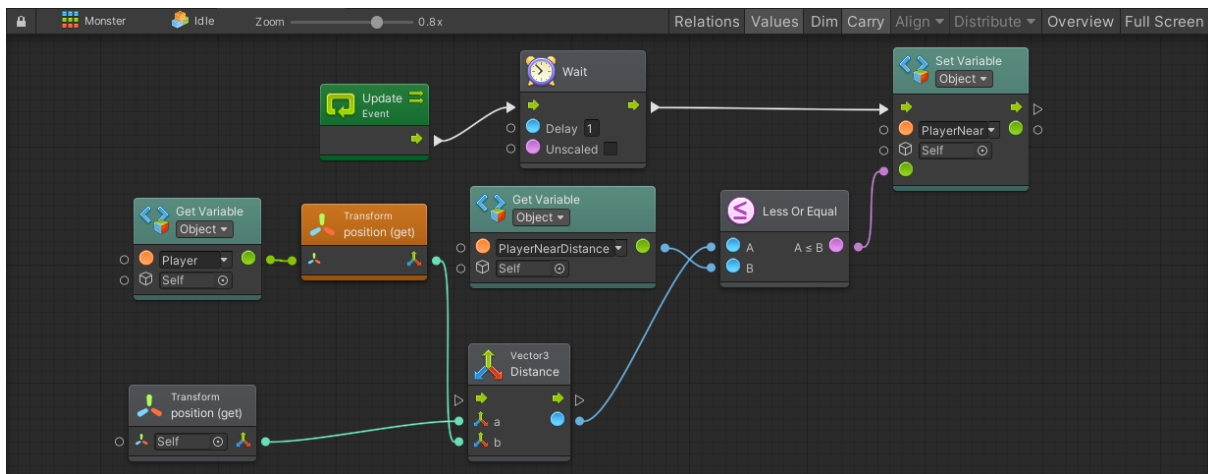 Monster
Idle
Zoom
0.8x
Relations
Values
Dim
Carry
Align
Distribute
Overview
Full Screen
Update
Event
Wait
Delay 1
Unscaled
Set Variable
Object
PlayerNear
Self
Get Variable
Object
Player
Self
Transform
position (get)
Get Variable
Object
PlayerNearDistance
Self
Less Or Equal
A
A ≤ B
B
Vector3
Distance
a
b
Transform
position (get)
Self